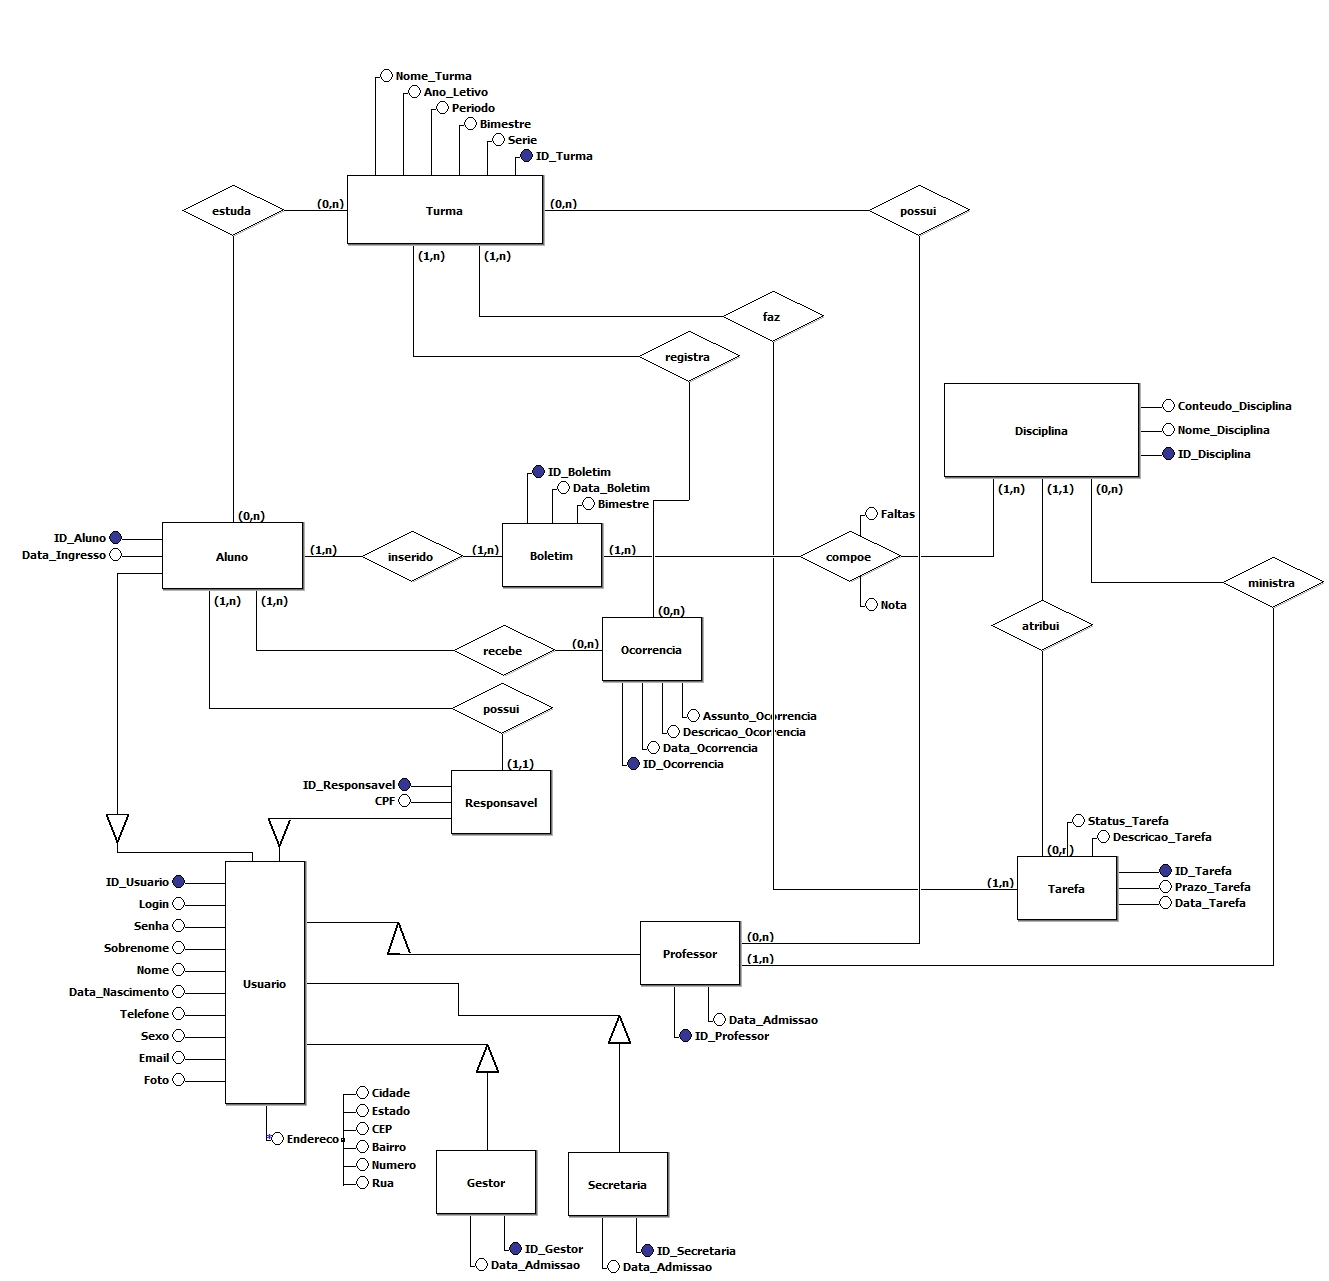 Nome_Turma
Ano_Letivo
Periodo
Bimestre
Serie
ID_Turma
estuda
(0,n)
Turma
(0,n)
possui
(1,n)
(1,n)
faz
registra
Disciplina
Conteudo_Disciplina
Nome_Disciplina
ID_Disciplina
(1,n)
(1,1)
(0,n)
ID_Boletim
Data_Boletim
Bimestre
Faltas
(0,n)
ID_Aluno
Data_Ingresso
Aluno
(1,n)
inserido
(1,n)
Boletim
(1,n)
compoe
ministra
Nota
(1,n)
(1,n)
(0,n)
atribui
recebe
(0,n)
Ocorrencia
possui
Assunto_Ocorrencia
Descricao_Ocorrencia
Data_Ocorrencia
ID_Ocorrencia
(1,1)
ID_Responsavel
CPF
Responsavel
Status_Tarefa
Descricao_Tarefa
(0,n)
(1,n)
Tarefa
ID_Tarefa
Prazo_Tarefa
Data_Tarefa
ID_Usuario
Login
Senha
Sobrenome
Nome
Data_Nascimento
Telefone
Sexo
Email
Foto
Usuario
Professor
(0,n)
(1,n)
Data_Admissao
ID_Professor
Endereco
Cidade
Estado
CEP
Bairro
Numero
Rua
Gestor
Secretaria
ID_Gestor
Data_Admissao
ID_Secretaria
Data_Admissao